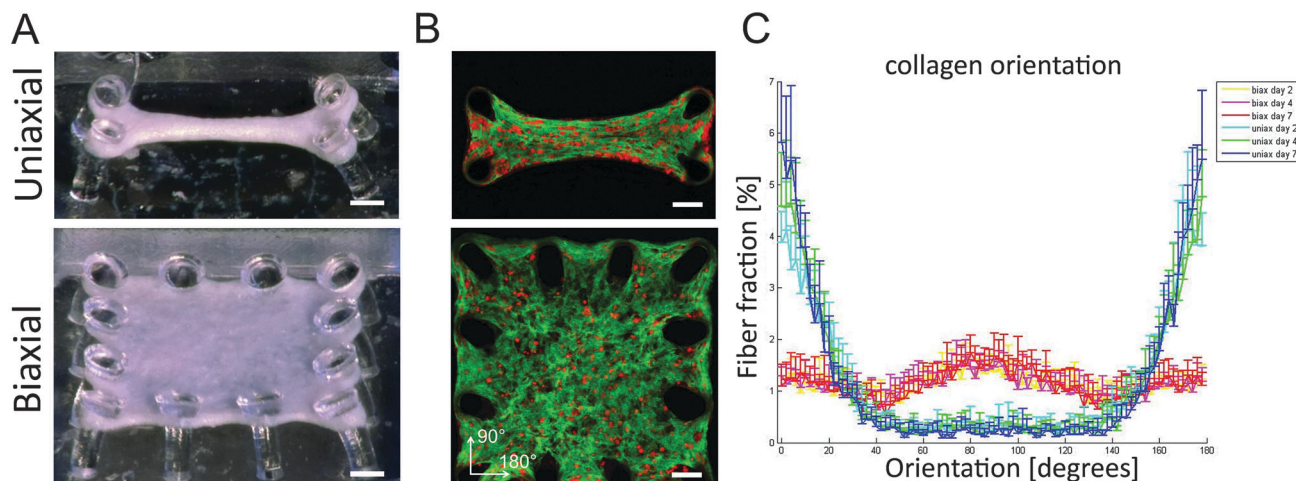 A
B
C
Uniaxial
Biaxial
90°
180°
collagen orientation
Fiber fraction [%]
7
6
5
4
3
2
1
0
0 20 40 60 80 100 120 140 160 180
Orientation [degrees]
biax day 2
biax day 4
biax day 7
uniax day 2
uniax day 4
uniax day 7